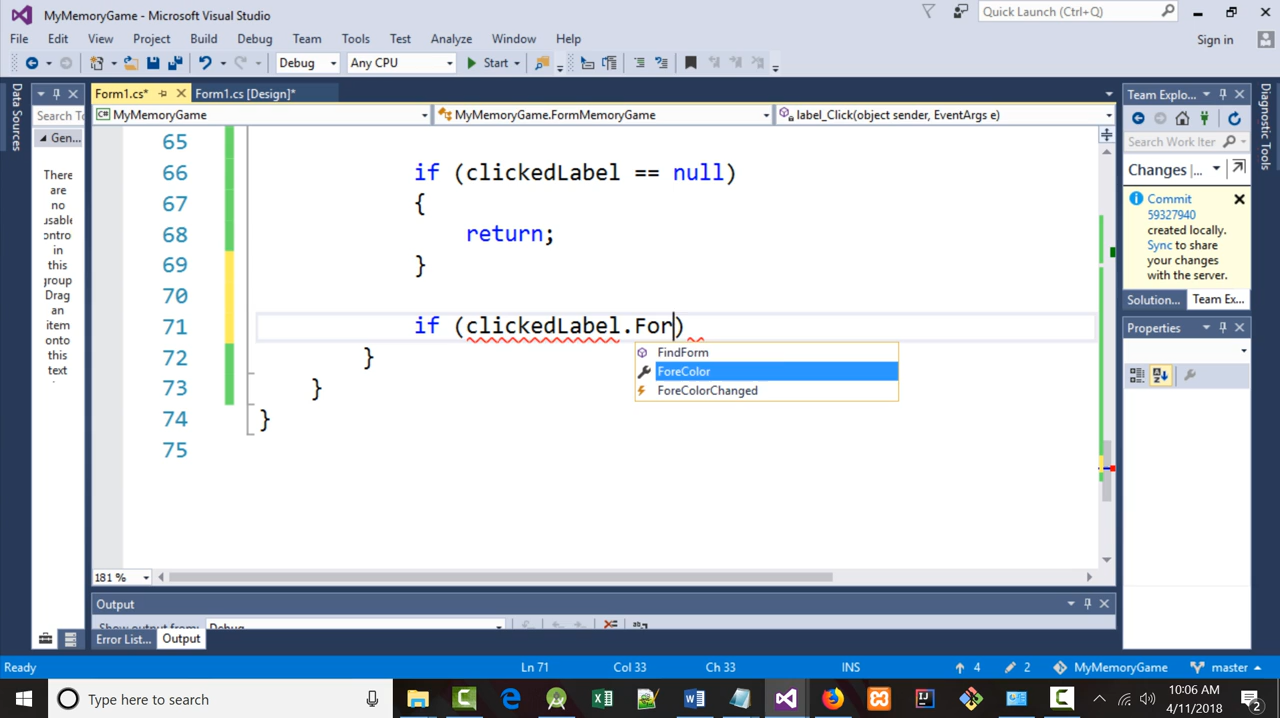 MyMemoryGame - Microsoft Visual Studio
Quick Launch (Ctrl+Q)
File Edit View Project Build Debug Team Tools Test Analyze Window Help
Sign in
Debug Any CPU Start
Data Sources
Form1.cs* Form1.cs [Design]*
Team Explo...
Diagnostic Tools
Search To
MyMemoryGame MyMemoryGame.FormMemoryGame label_Click(object sender, EventArgs e)
Gen...
Search Work Iter
Changes |...
65
66 if (clickedLabel == null)
67 {
68 return;
69 }
70
71 if (clickedLabel.For)
72 }
73 }
74 }
75
FindForm
ForeColor
ForeColorChanged
There
are
no
usabl
ontro
in
this
group
Drag
an
item
onto
this
text
Commit
59327940
created locally.
Sync to share
your changes
with the server.
Solution... Team Ex...
Properties
181 %
Output
Show output from: Debug
Error List... Output
Ready Ln 71 Col 33 Ch 33 INS 4 2 MyMemoryGame master
Type here to search
10:06 AM
4/11/2018
2